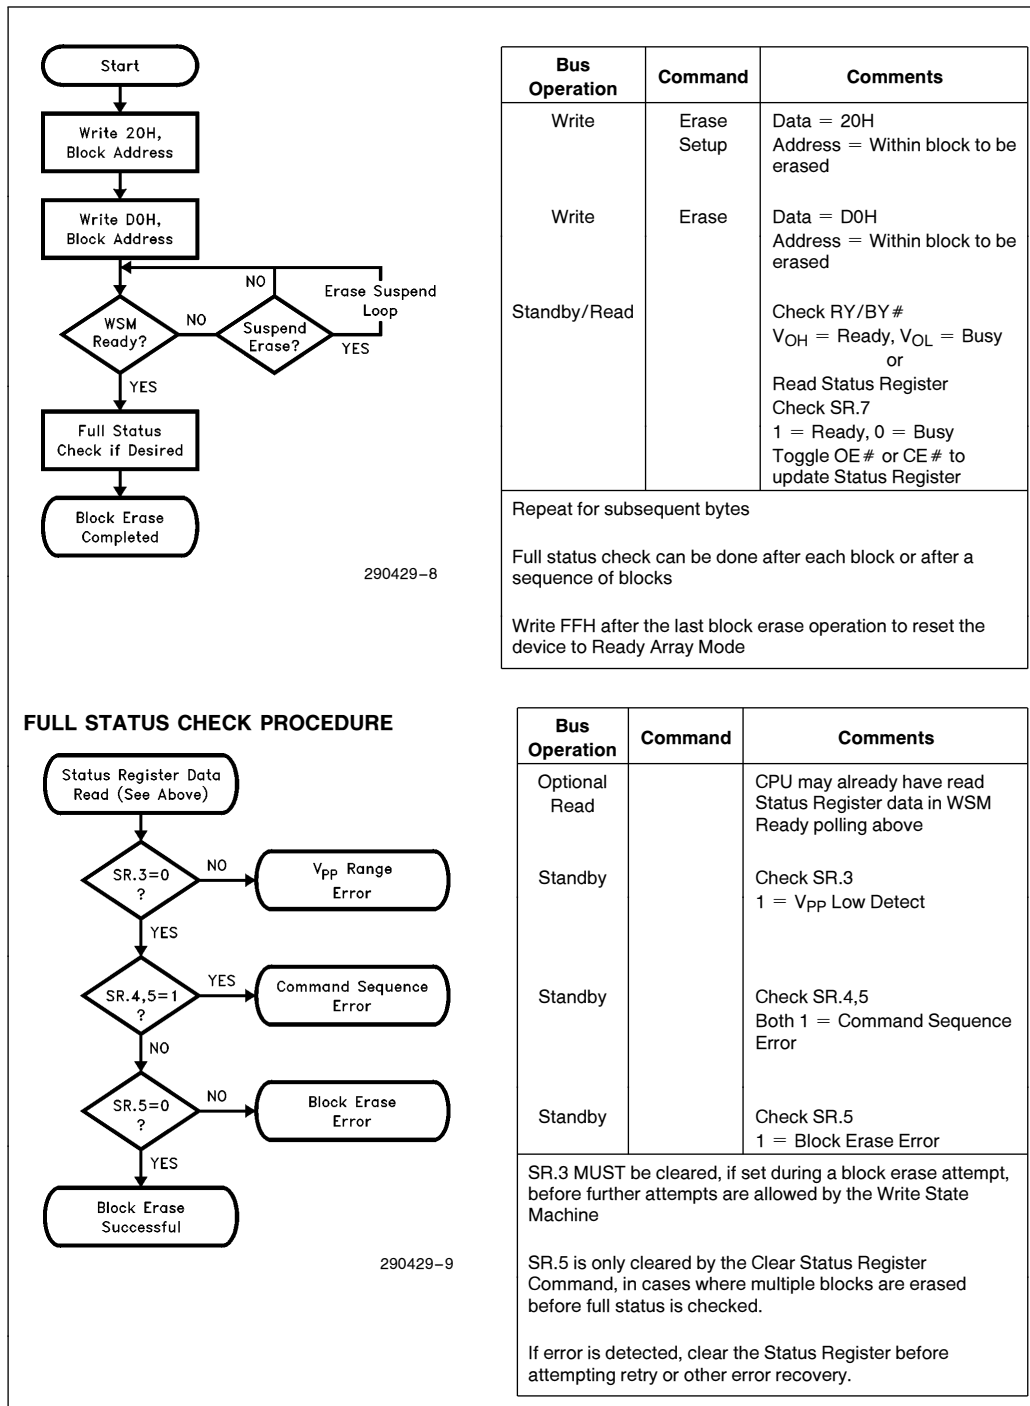 Start
Write 20H,
Block Address
Write D0H,
Block Address
NO
Erase Suspend
Loop
WSM
Ready?
NO
Suspend
Erase?
YES
YES
Full Status
Check if Desired
Block Erase
Completed
290429–8
Bus
Operation
Command
Comments
Write
Erase
Setup
Data = 20H
Address = Within block to be
erased
Write
Erase
Data = D0H
Address = Within block to be
erased
Standby/Read
Check RY/BY#
VOH = Ready, VOL = Busy
or
Read Status Register
Check SR.7
1 = Ready, 0 = Busy
Toggle OE# or CE# to
update Status Register
Repeat for subsequent bytes
Full status check can be done after each block or after a
sequence of blocks
Write FFH after the last block erase operation to reset the
device to Ready Array Mode
FULL STATUS CHECK PROCEDURE
Status Register Data
Read (See Above)
SR.3=0
?
NO
VPP Range
Error
YES
SR.4,5=1
?
YES
Command Sequence
Error
NO
SR.5=0
?
NO
Block Erase
Error
YES
Block Erase
Successful
290429–9
Bus
Operation
Command
Comments
Optional
Read
CPU may already have read
Status Register data in WSM
Ready polling above
Standby
Check SR.3
1 = VPP Low Detect
Standby
Check SR.4,5
Both 1 = Command Sequence
Error
Standby
Check SR.5
1 = Block Erase Error
SR.3 MUST be cleared, if set during a block erase attempt,
before further attempts are allowed by the Write State
Machine
SR.5 is only cleared by the Clear Status Register
Command, in cases where multiple blocks are erased
before full status is checked.
If error is detected, clear the Status Register before
attempting retry or other error recovery.